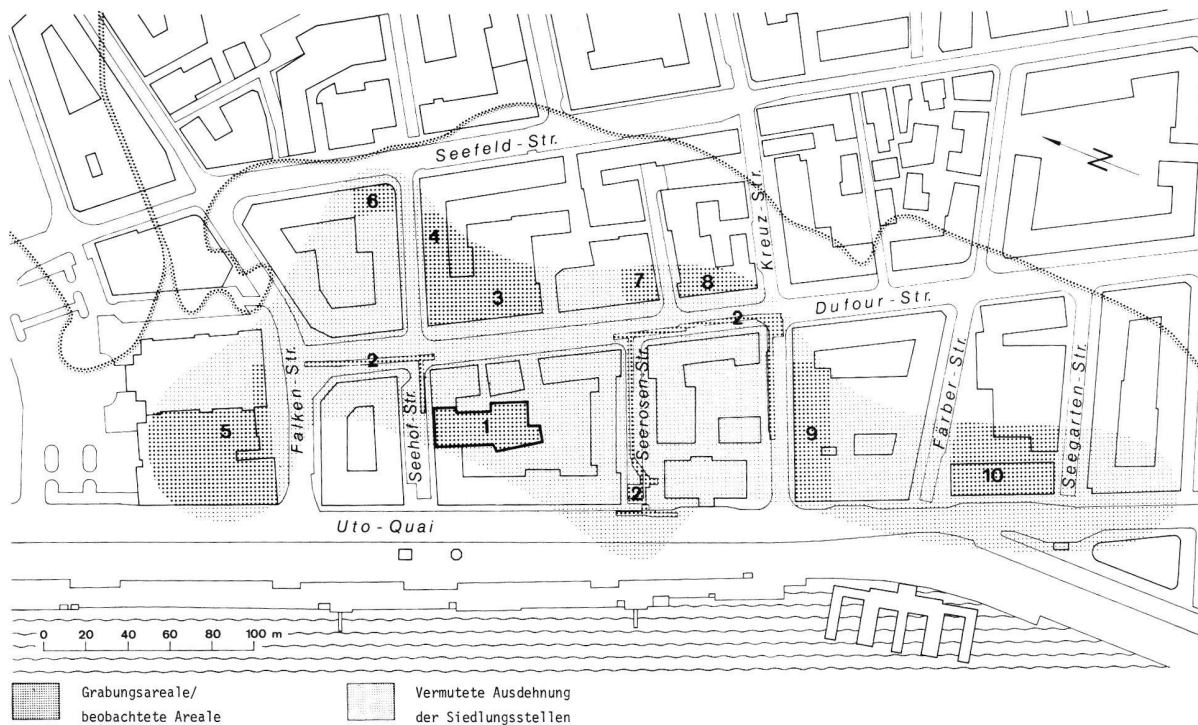 Seefeld-Str.
N
6
4
3
7
8
Kreuz-Str.
Dufour-Str.
2
2
Falken-Str.
5
Seehof-Str.
1
Seerosen-Str.
2
9
Färber-Str.
10
Seegarten-Str.
Uto-Quai
0 20 40 60 80 100 m
Grabungsareale/
beobachtete Areale
Vermutete Ausdehnung
der Siedlungsstellen